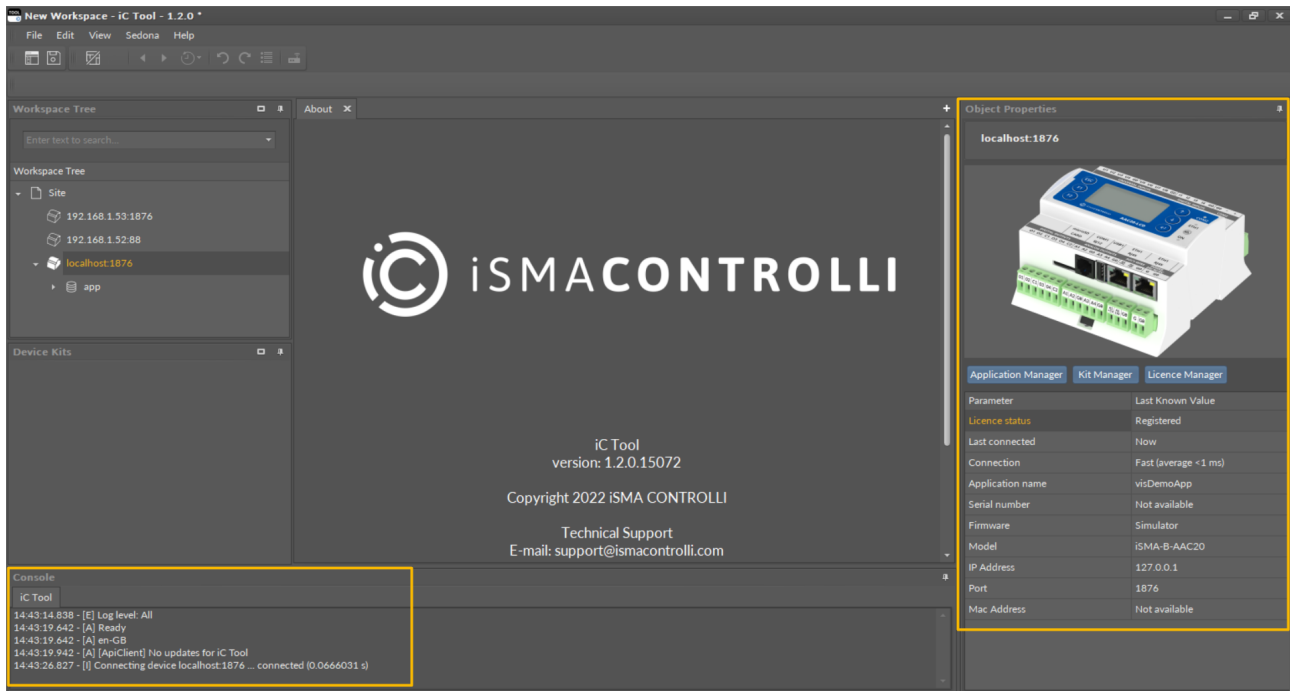 New Workspace - iC Tool - 1.2.0 *
File Edit View Sedona Help
Workspace Tree
Enter text to search...
Workspace Tree
Site
192.168.1.53:1876
192.168.1.52:88
localhost:1876
app
Device Kits
About
iSMACONTROLLI
iC Tool
version: 1.2.0.15072
Copyright 2022 iSMA CONTROLLI
Technical Support
E-mail: support@ismacontrolli.com
Console
iC Tool
14:43:14.838 - [E] Log level: All
14:43:19.642 - [A] Ready
14:43:19.642 - [A] en-GB
14:43:19.942 - [A] [ApiClient] No updates for iC Tool
14:43:26.827 - [I] Connecting device localhost:1876 ... connected (0.0666031 s)
Object Properties
localhost:1876
Application Manager Kit Manager Licence Manager
Parameter Last Known Value
Licence status Registered
Last connected Now
Connection Fast (average <1 ms)
Application name visDemoApp
Serial number Not available
Firmware Simulator
Model iSMA-B-AAC20
IP Address 127.0.0.1
Port 1876
Mac Address Not available